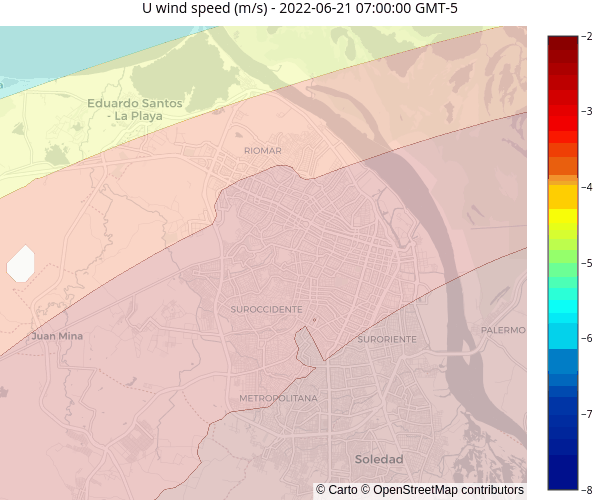 U wind speed (m/s) - 2022-06-21 07:00:00 GMT-5
−2
−3
−4
−5
−6
−7
−8
Eduardo Santos
- La Playa
RIOMAR
SUROCCIDENTE
Juan Mina
SURORIENTE
PALERMO
METROPOLITANA
Soledad
© Carto © OpenStreetMap contributors